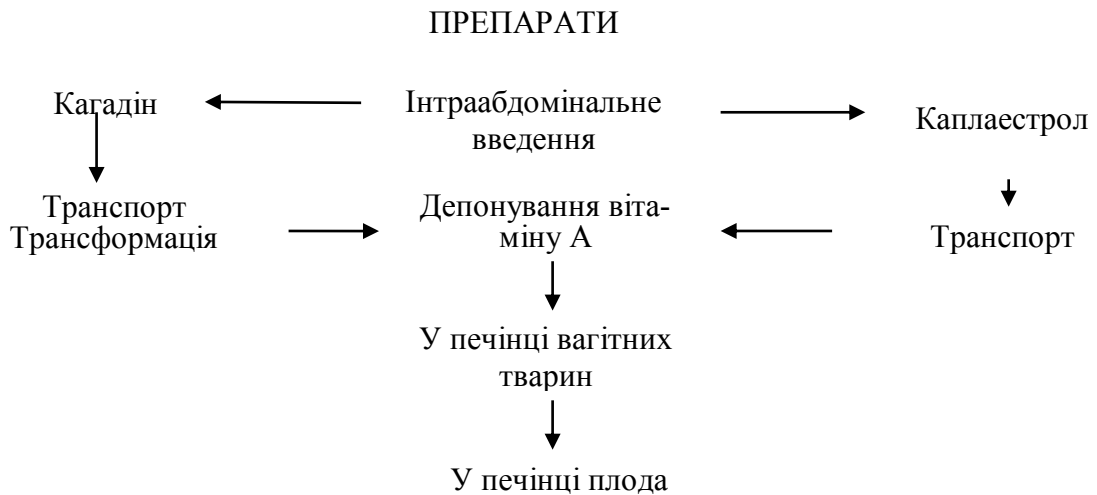 ПРЕПАРАТИ
Кагадін
Інтраабдомінальне
введення
Каплаестрол
Транспорт
Трансформація
Депонування віта-
міну А
Транспорт
У печінці вагітних
тварин
У печінці плода